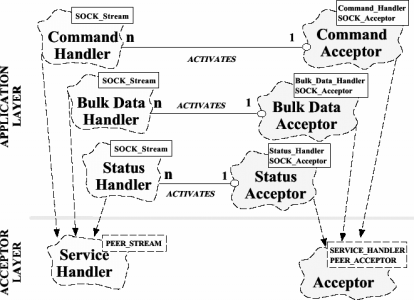 SOCK_Stream
Command
Handler
n
ACTIVATES
1
Command_Handler
SOCK_Acceptor
Command
Acceptor
SOCK_Stream
Bulk Data
Handler
n
ACTIVATES
1
Bulk_Data_Handler
SOCK_Acceptor
Bulk Data
Acceptor
SOCK_Stream
Status
Handler
n
ACTIVATES
1
Status_Handler
SOCK_Acceptor
Status
Acceptor
APPLICATION
LAYER
PEER_STREAM
Service
Handler
SERVICE_HANDLER
PEER_ACCEPTOR
Acceptor
ACCEPTOR
LAYER